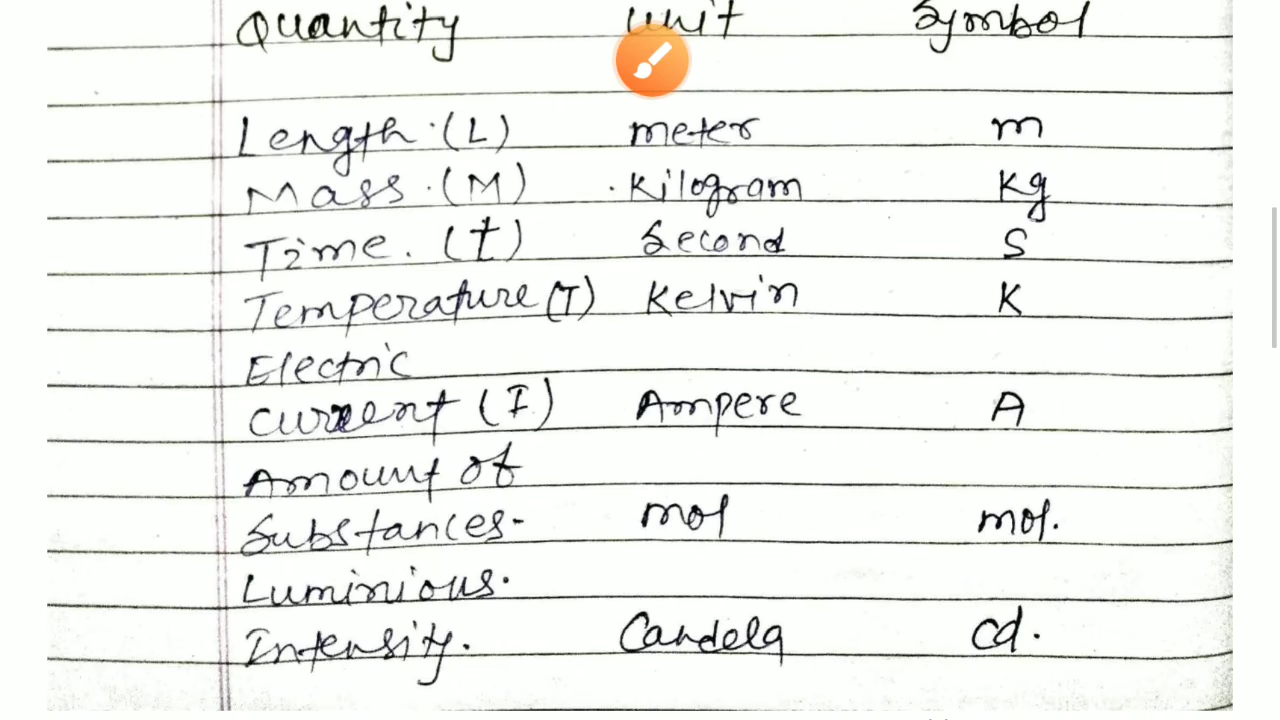 Quantity unit Symbol
Length (L) meter m
Mass (M) Kilogram Kg
Time. (t) Second S
Temperature (T) Kelvin K
Electric
Current (I) Ampere A
Amount of
Substances- mol mol.
Luminious.
Intensity. Candela Cd.